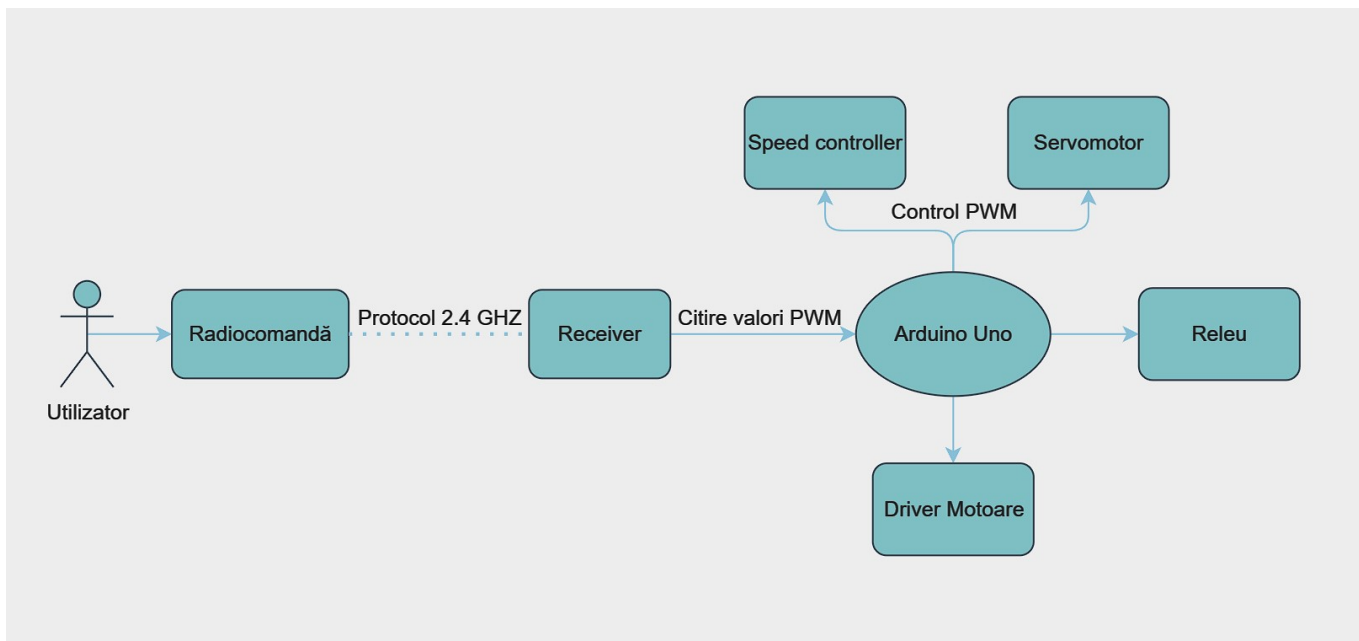 Speed controller
Servomotor
Control PWM
Radiocomandă
Protocol 2.4 GHZ
Receiver
Citire valori PWM
Arduino Uno
Releu
Utilizator
Driver Motoare